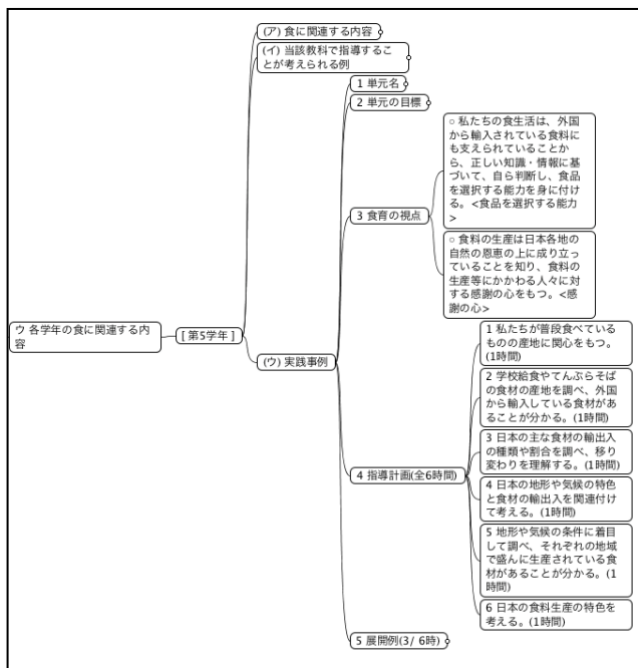 (ア) 食に関連する内容
(イ) 当該教科で指導するこ
とが考えられる例
1 単元名
2 単元の目標
○ 私たちの食生活は、外国
から輸入されている食料に
も支えられていることか
ら、正しい知識・情報に基
づいて、自ら判断し、食品
を選択する能力を身に付け
る。<食品を選択する能力
>
3 食育の視点
○ 食料の生産は日本各地の
自然の恩恵の上に成り立っ
ていることを知り、食料の
生産等にかかわる人々に対
する感謝の心をもつ。<感
謝の心>
ウ 各学年の食に関連する内
容
[ 第5学年 ]
(ウ) 実践事例
1 私たちが普段食べている
ものの産地に関心をもつ。
(1時間)
2 学校給食やてんぷらそば
の食材の産地を調べ、外国
から輸入している食材があ
ることが分かる。(1時間)
3 日本の主な食材の輸出入
の種類や割合を調べ、移り
変わりを理解する。(1時間)
4 指導計画(全6時間)
4 日本の地形や気候の特色
と食材の輸出入を関連付け
て考える。(1時間)
5 地形や気候の条件に着目
して調べ、それぞれの地域
で盛んに生産されている食
材があることが分かる。(1
時間)
6 日本の食料生産の特色を
考える。(1時間)
5 展開例(3/ 6時)